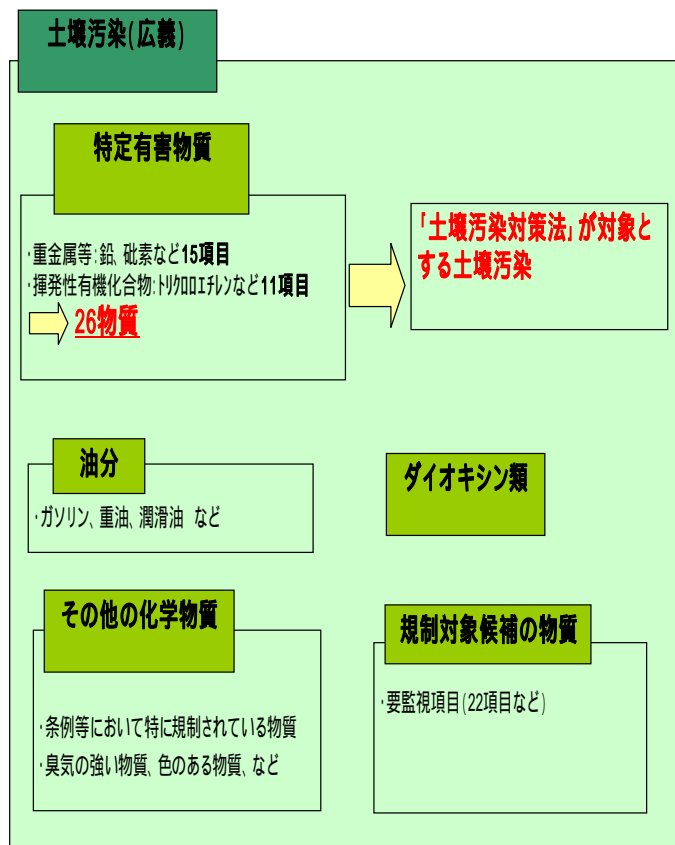 土壌汚染(広義)
特定有害物質
・重金属等:鉛、砒素など15項目
・揮発性有機化合物:トリクロロエチレンなど11項目
26物質
「土壌汚染対策法」が対象と
する土壌汚染
油分
・ガソリン、重油、潤滑油 など
ダイオキシン類
その他の化学物質
・条例等において特に規制されている物質
・臭気の強い物質、色のある物質、など
規制対象候補の物質
・要監視項目(22項目など)